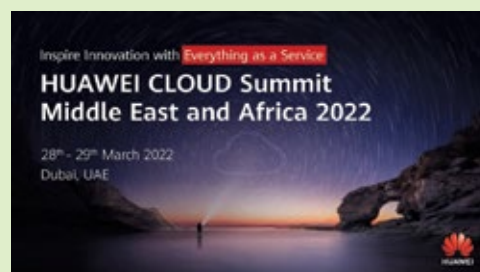 Inspire Innovation with Everything as a Service
HUAWEI CLOUD Summit
Middle East and Africa 2022
28th - 29th March 2022
Dubai, UAE
HUAWEI